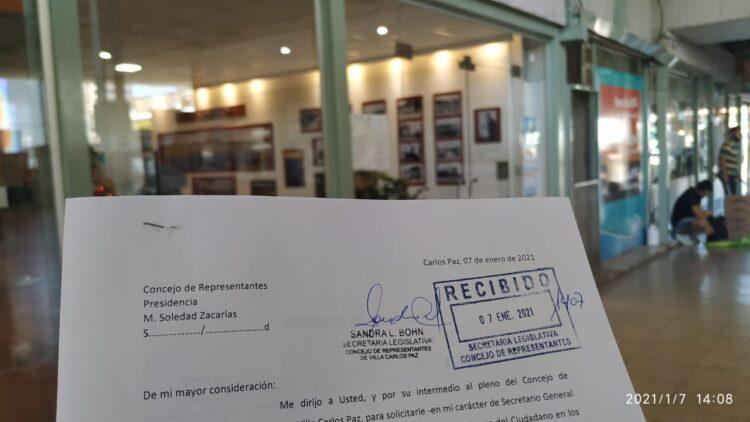 Carlos Paz, 07 de enero de 2021
Concejo de Representantes
Presidencia
M. Soledad Zacarías
S.................../......................d
SANDRA L. BOHN
SECRETARIA LEGISLATIVA
CONCEJO DE REPRESENTANTES
DE VILLA CARLOS PAZ
RECIBIDO
07 ENE. 2021
SECRETARIA LEGISLATIVA
CONCEJO DE REPRESENTANTES
De mi mayor consideración:
Me dirijo a Usted, y por su intermedio al pleno del Concejo de
Villa Carlos Paz, para solicitarle -en mi carácter de Secretario General
del Ciudadano en los
2021/1/7 14:08